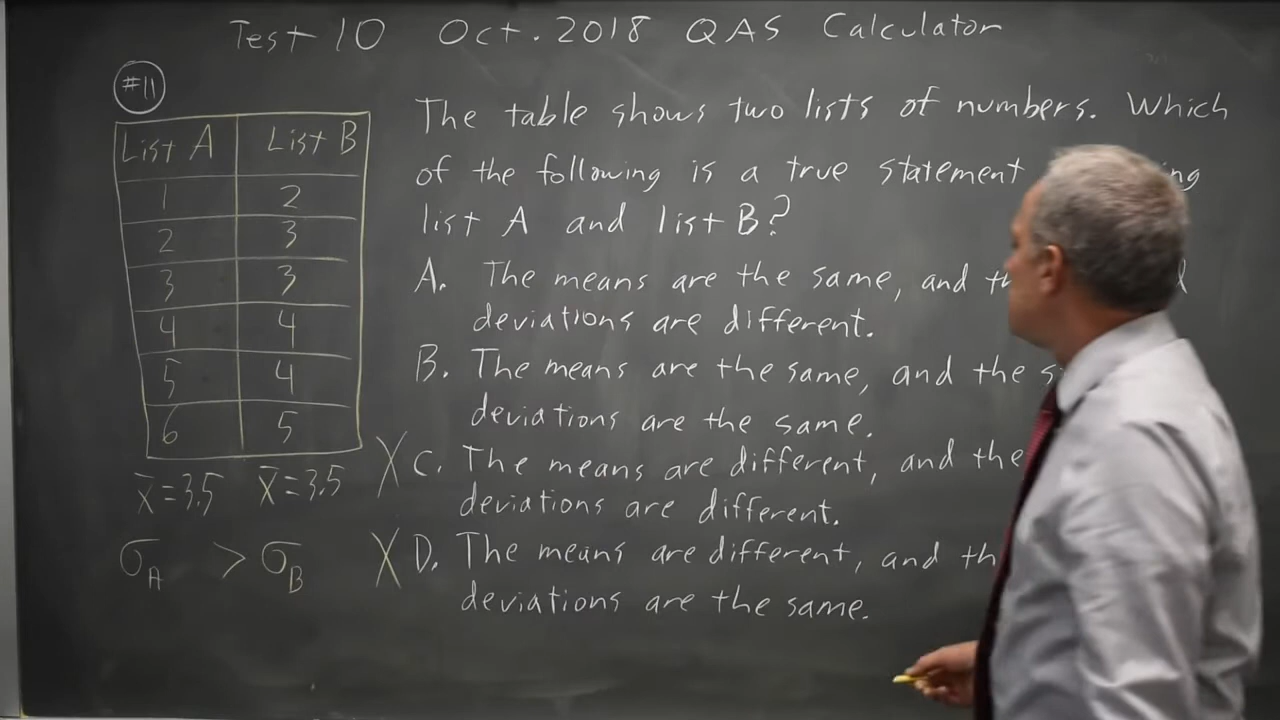 Test 10 Oct. 2018 QAS Calculator
#11
List A List B
1 2
2 3
3 3
4 4
5 4
6 5
x̄=3.5 x̄=3.5
σA > σB
The table shows two lists of numbers. Which
of the following is a true statement
list A and list B?
A. The means are the same, and
deviations are different.
B. The means are the same, and the
deviations are the same.
X C. The means are different, and the
deviations are different.
X D. The means are different, and
deviations are the same.